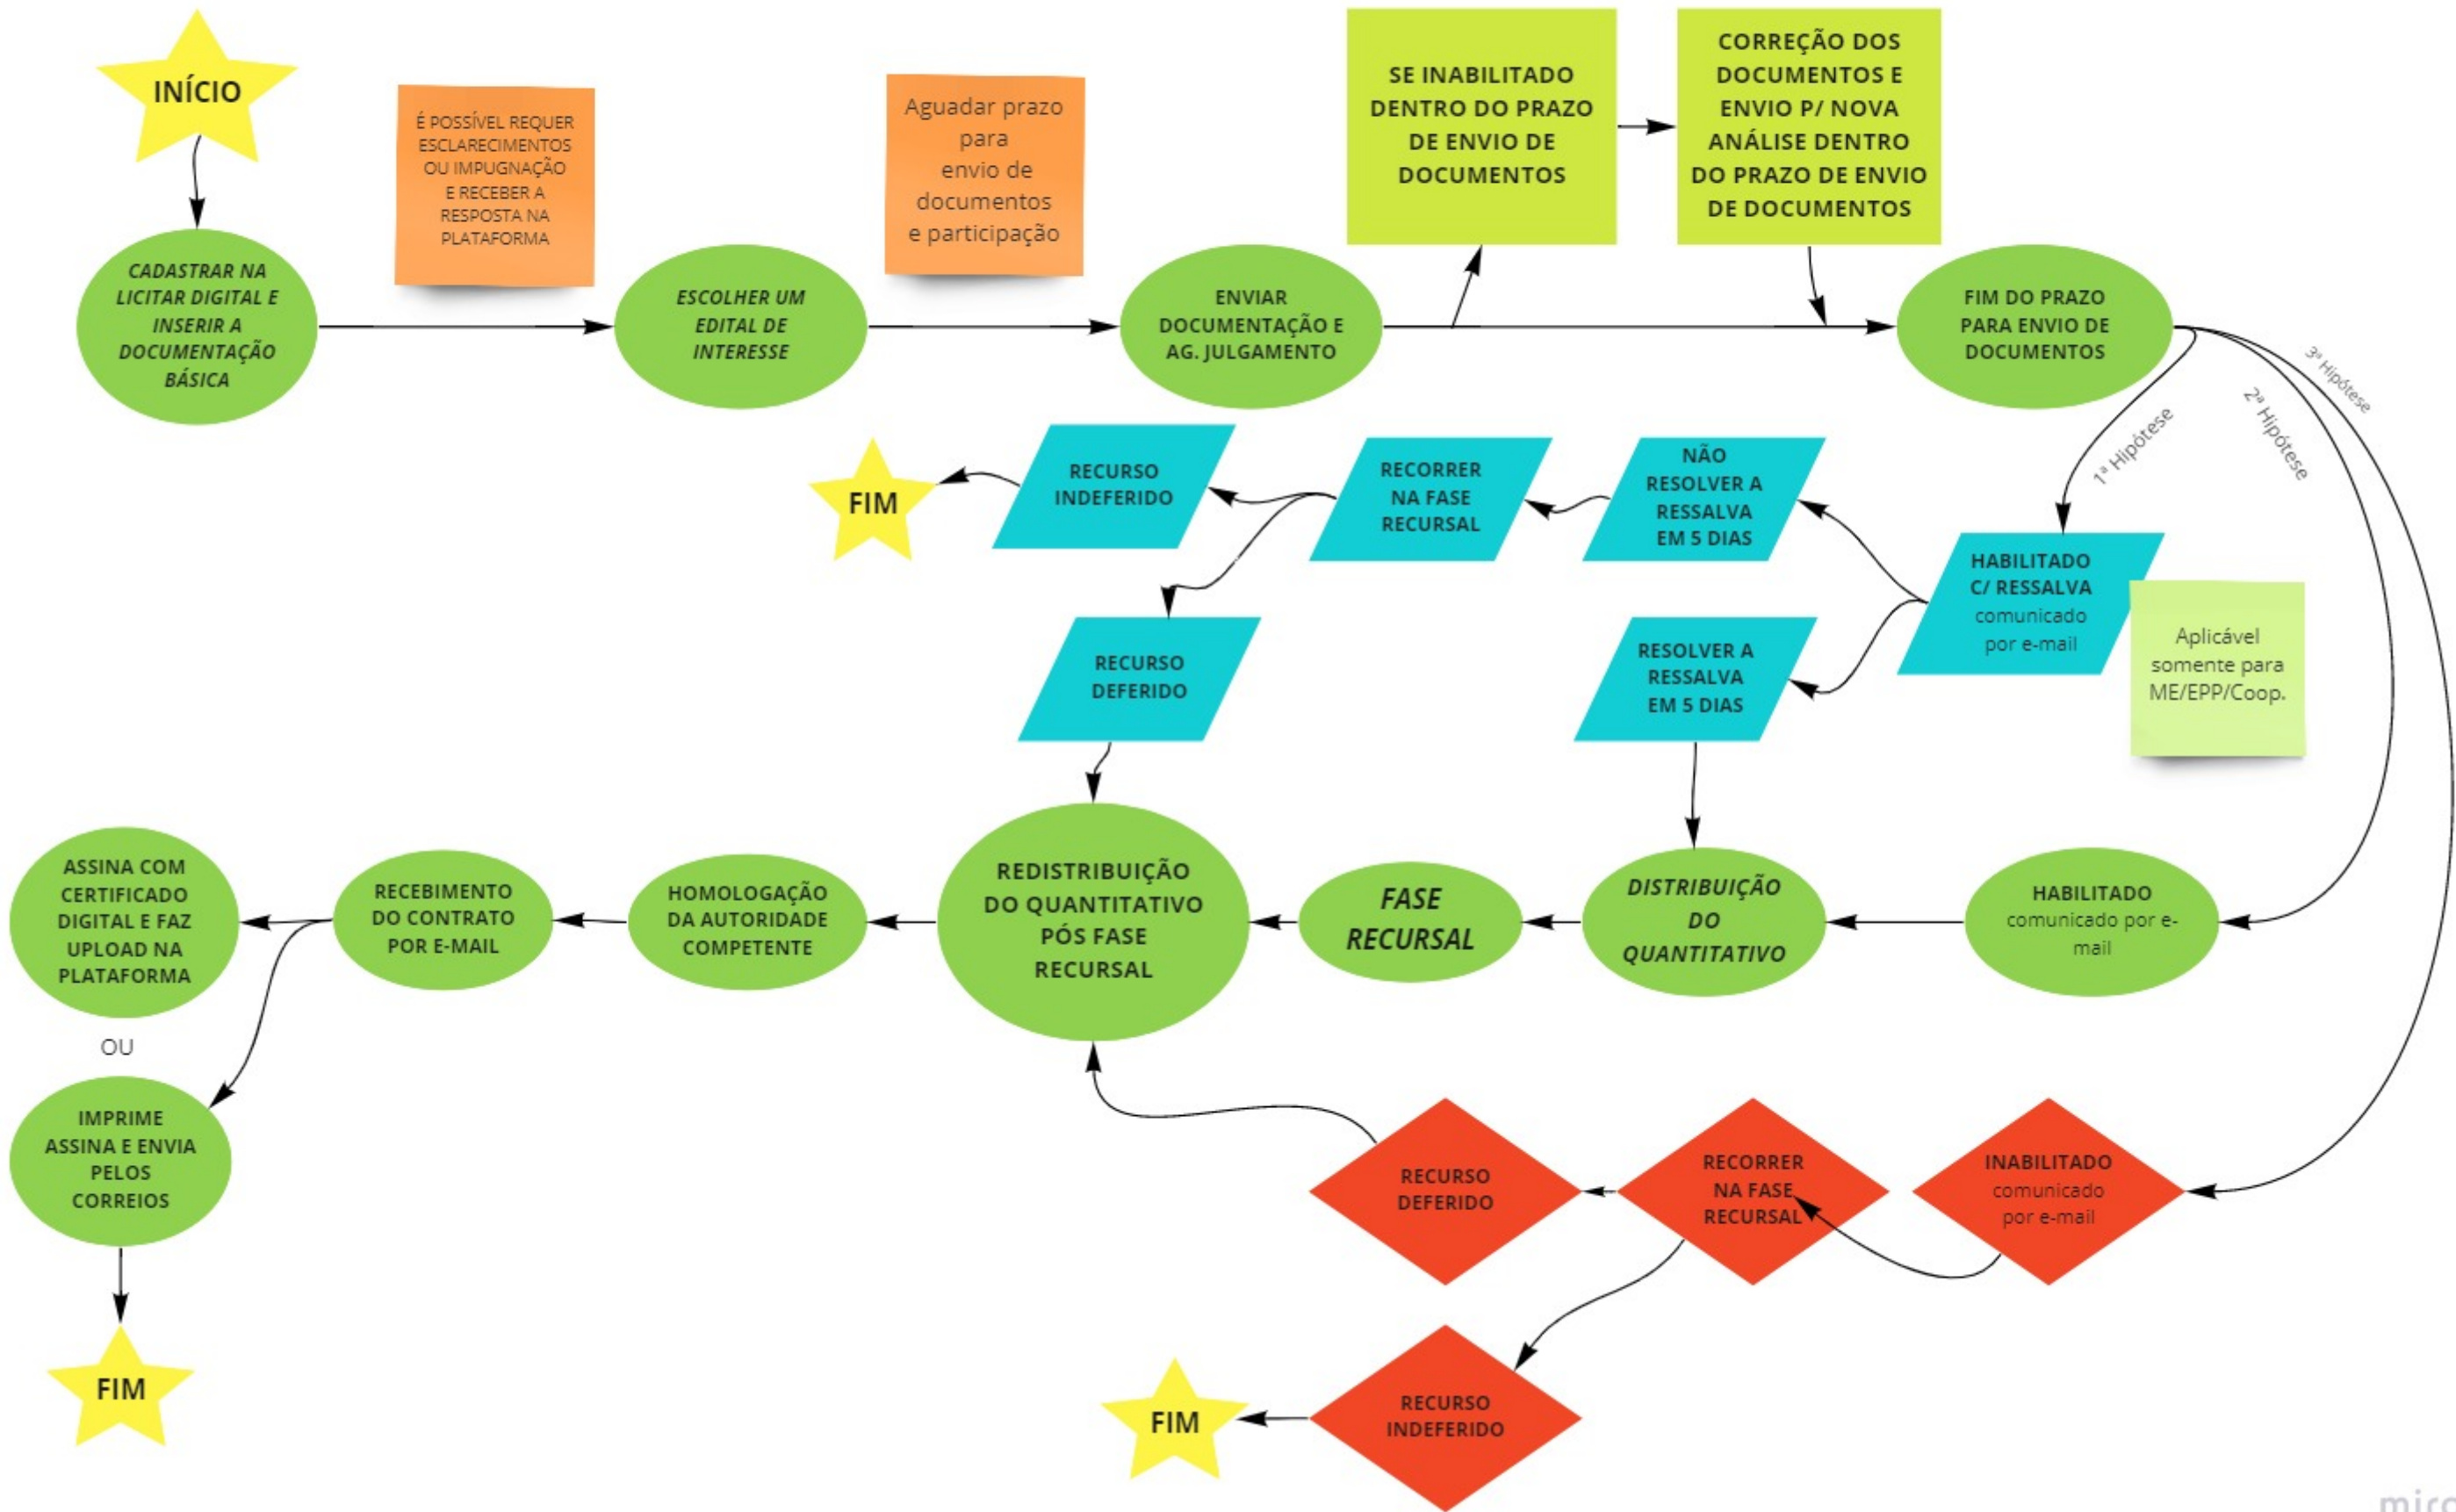 INÍCIO
É POSSÍVEL REQUER
ESCLARECIMENTOS
OU IMPUGNAÇÃO
E RECEBER A
RESPOSTA NA
PLATAFORMA
Aguadar prazo
para
envio de
documentos
e participação
SE INABILITADO
DENTRO DO PRAZO
DE ENVIO DE
DOCUMENTOS
CORREÇÃO DOS
DOCUMENTOS E
ENVIO P/ NOVA
ANÁLISE DENTRO
DO PRAZO DE ENVIO
DE DOCUMENTOS
CADASTRAR NA
LICITAR DIGITAL E
INSERIR A
DOCUMENTAÇÃO
BÁSICA
ESCOLHER UM
EDITAL DE
INTERESSE
ENVIAR
DOCUMENTAÇÃO E
AG. JULGAMENTO
FIM DO PRAZO
PARA ENVIO DE
DOCUMENTOS
1ª Hipótese
2ª Hipótese
3ª Hipótese
FIM
RECURSO
INDEFERIDO
RECORRER
NA FASE
RECURSAL
NÃO
RESOLVER A
RESSALVA
EM 5 DIAS
HABILITADO
C/ RESSALVA
comunicado
por e-mail
Aplicável
somente para
ME/EPP/Coop.
RECURSO
DEFERIDO
RESOLVER A
RESSALVA
EM 5 DIAS
ASSINA COM
CERTIFICADO
DIGITAL E FAZ
UPLOAD NA
PLATAFORMA
RECEBIMENTO
DO CONTRATO
POR E-MAIL
HOMOLOGAÇÃO
DA AUTORIDADE
COMPETENTE
REDISTRIBUIÇÃO
DO QUANTITATIVO
PÓS FASE
RECURSAL
FASE
RECURSAL
DISTRIBUIÇÃO
DO
QUANTITATIVO
HABILITADO
comunicado por e-
mail
OU
IMPRIME
ASSINA E ENVIA
PELOS
CORREIOS
RECURSO
DEFERIDO
RECORRER
NA FASE
RECURSAL
INABILITADO
comunicado
por e-mail
FIM
FIM
RECURSO
INDEFERIDO